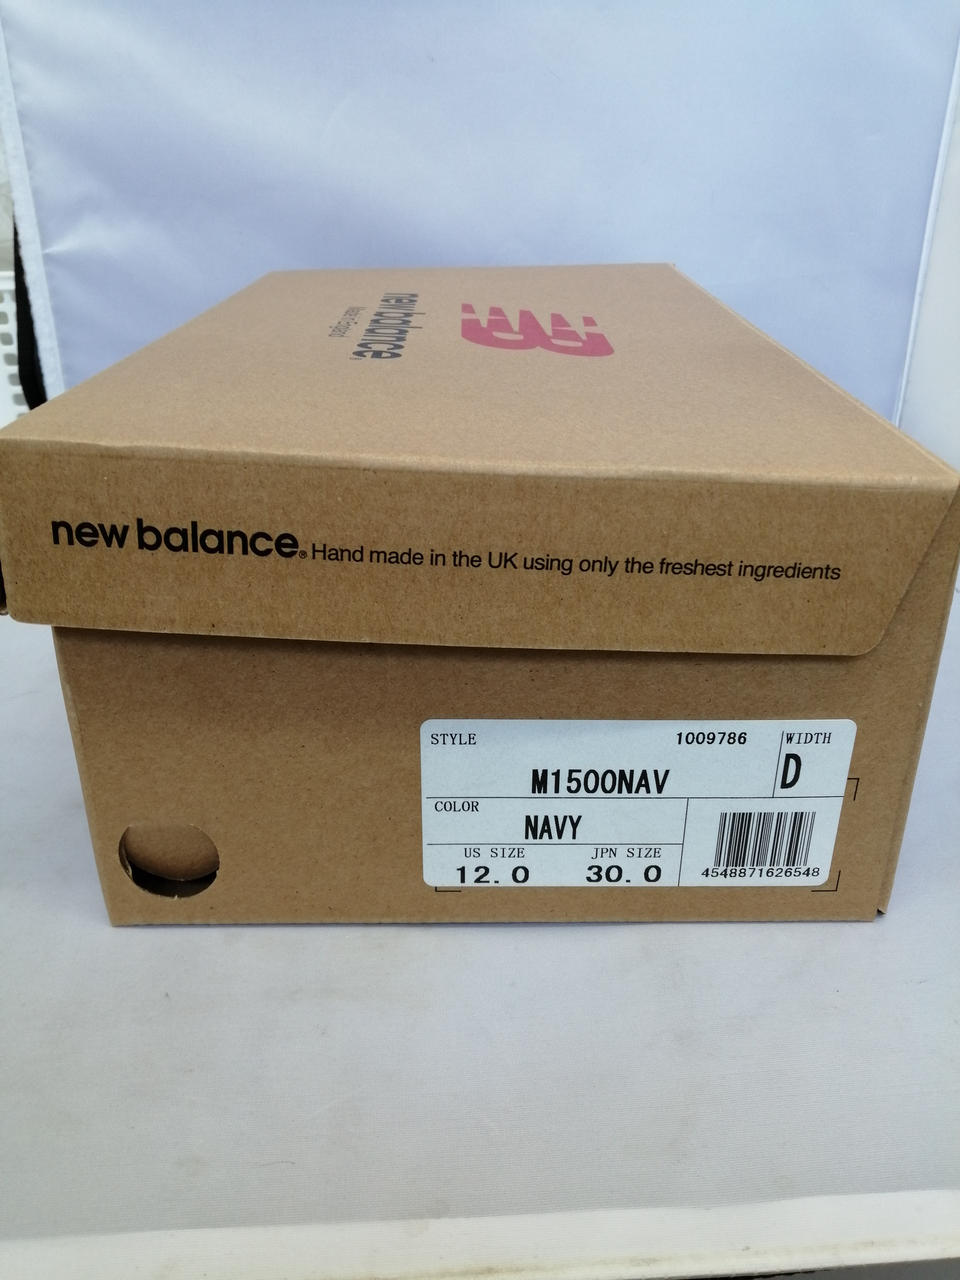 new balance®
new balance® Hand made in the UK using only the freshest ingredients
STYLE 1009786 WIDTH
M1500NAV D
COLOR
NAVY
US SIZE JPN SIZE
12.0 30.0 4548871626548